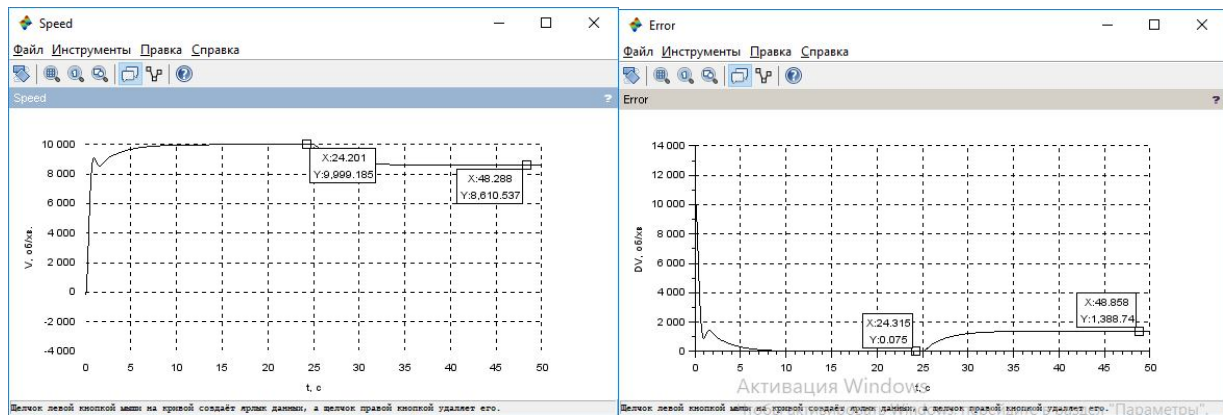 Speed
Файл Инструменты Правка Справка
Speed ?
10 000
8 000
6 000
4 000
2 000
0
-2 000
-4 000
V, об/хв.
X:24.201
Y:9,999.185
X:48.288
Y:8,610.537
0 5 10 15 20 25 30 35 40 45 50
t, с
Щелчок левой кнопкой мыши на кривой создаёт ярлык данных, а щелчок правой кнопкой удаляет его.
Error
Файл Инструменты Правка Справка
Error ?
14 000
12 000
10 000
8 000
6 000
4 000
2 000
0
DV, об/хв
X:24.315
Y:0.075
X:48.858
Y:1,388.74
0 5 10 15 20 25 30 35 40 45 50
t, с
Активация Windows
Щелчок левой кнопкой мыши на кривой создаёт ярлык данных, а щелчок правой кнопкой удаляет его.
"Параметры".